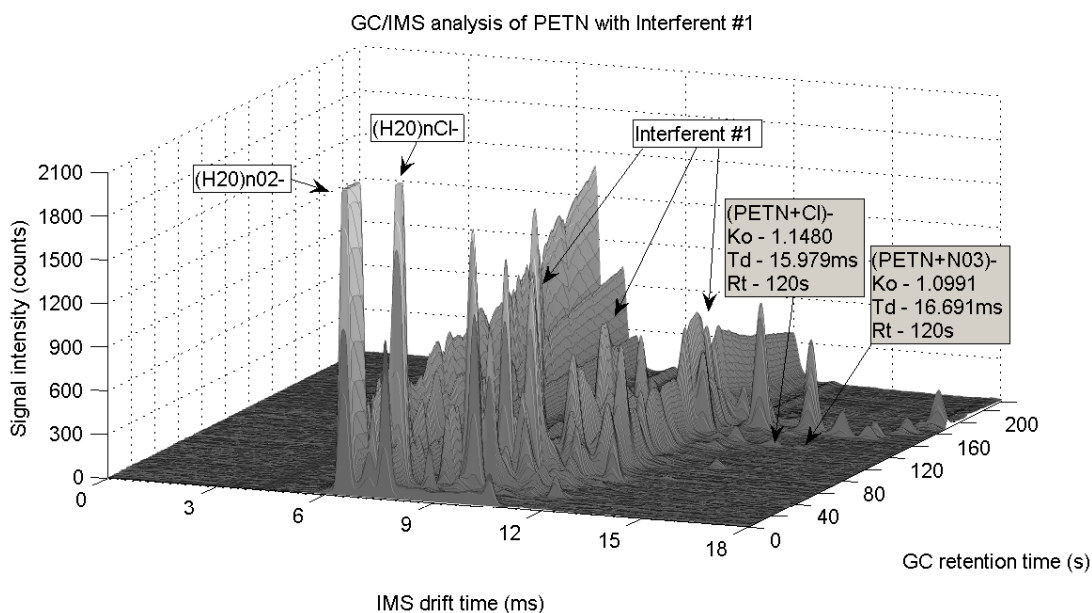 GC/IMS analysis of PETN with Interferent #1
(H20)nCl-
Interferent #1
(H20)n02-
(PETN+Cl)-
Ko - 1.1480
Td - 15.979ms
Rt - 120s
(PETN+N03)-
Ko - 1.0991
Td - 16.691ms
Rt - 120s
Signal intensity (counts)
2100
1800
1500
1200
900
600
300
0
0
3
6
9
12
15
18
IMS drift time (ms)
0
40
80
120
160
200
GC retention time (s)